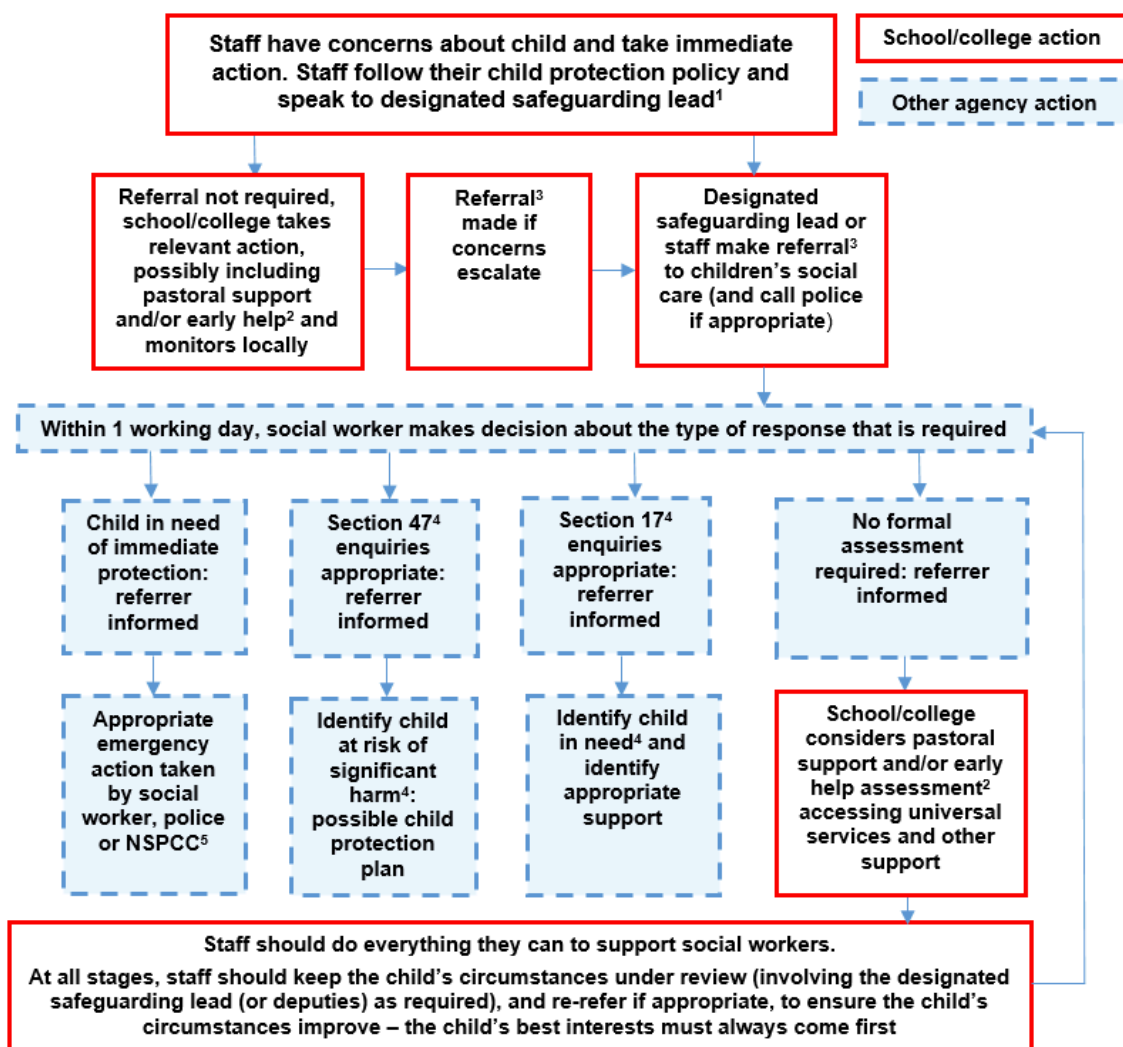 Staff have concerns about child and take immediate
action. Staff follow their child protection policy and
speak to designated safeguarding lead¹
School/college action
Other agency action
Referral not required,
school/college takes
relevant action,
possibly including
pastoral support
and/or early help² and
monitors locally
Referral³
made if
concerns
escalate
Designated
safeguarding lead or
staff make referral³
to children's social
care (and call police
if appropriate)
Within 1 working day, social worker makes decision about the type of response that is required
Child in need
of immediate
protection:
referrer
informed
Section 47⁴
enquiries
appropriate:
referrer
informed
Section 17⁴
enquiries
appropriate:
referrer
informed
No formal
assessment
required: referrer
informed
Appropriate
emergency
action taken
by social
worker, police
or NSPCC⁵
Identify child
at risk of
significant
harm⁴:
possible child
protection
plan
Identify child
in need⁴ and
identify
appropriate
support
School/college
considers pastoral
support and/or early
help assessment²
accessing universal
services and other
support
Staff should do everything they can to support social workers.
At all stages, staff should keep the child's circumstances under review (involving the designated
safeguarding lead (or deputies) as required), and re-refer if appropriate, to ensure the child's
circumstances improve – the child's best interests must always come first